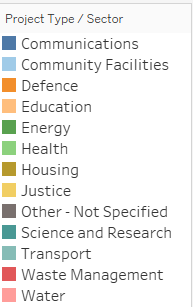 Project Type / Sector
Communications
Community Facilities
Defence
Education
Energy
Health
Housing
Justice
Other - Not Specified
Science and Research
Transport
Waste Management
Water